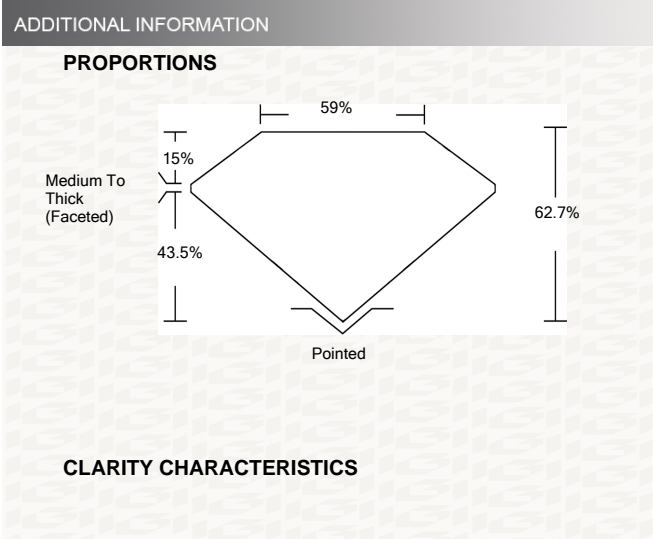 ADDITIONAL INFORMATION
PROPORTIONS
59%
15%
Medium To
Thick
(Faceted)
62.7%
43.5%
Pointed
CLARITY CHARACTERISTICS